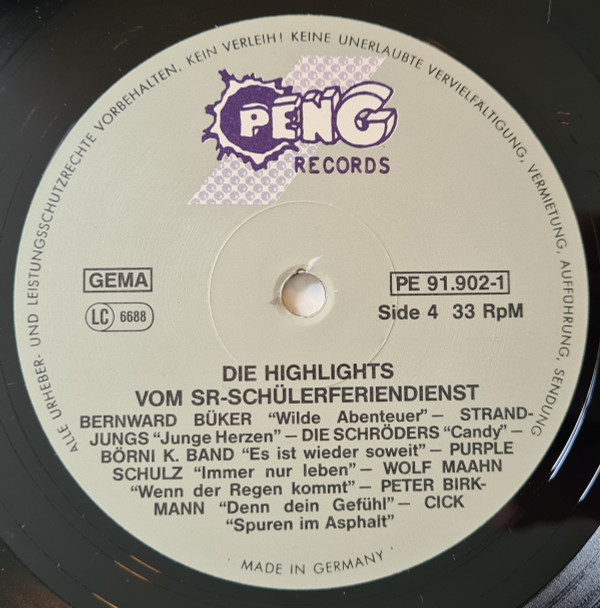 ALLE URHEBER- UND LEISTUNGSSCHUTZRECHTE VORBEHALTEN. KEIN VERLEIH! KEINE UNERLAUBTE VERVIELFÄLTIGUNG, VERMIETUNG, AUFFÜHRUNG, SENDUNG
PENG
RECORDS
GEMA
LC 6688
PE 91.902-1
Side 4 33 RpM
DIE HIGHLIGHTS
VOM SR-SCHÜLERFERIENDIENST
BERNWARD BÜKER “Wilde Abenteuer” – STRAND-
JUNGS “Junge Herzen” – DIE SCHRÖDERS “Candy” –
BÖRNI K. BAND “Es ist wieder soweit” – PURPLE
SCHULZ “Immer nur leben” – WOLF MAAHN
“Wenn der Regen kommt” – PETER BIRK-
MANN “Denn dein Gefühl” – CICK
“Spuren im Asphalt”
· MADE IN GERMANY ·